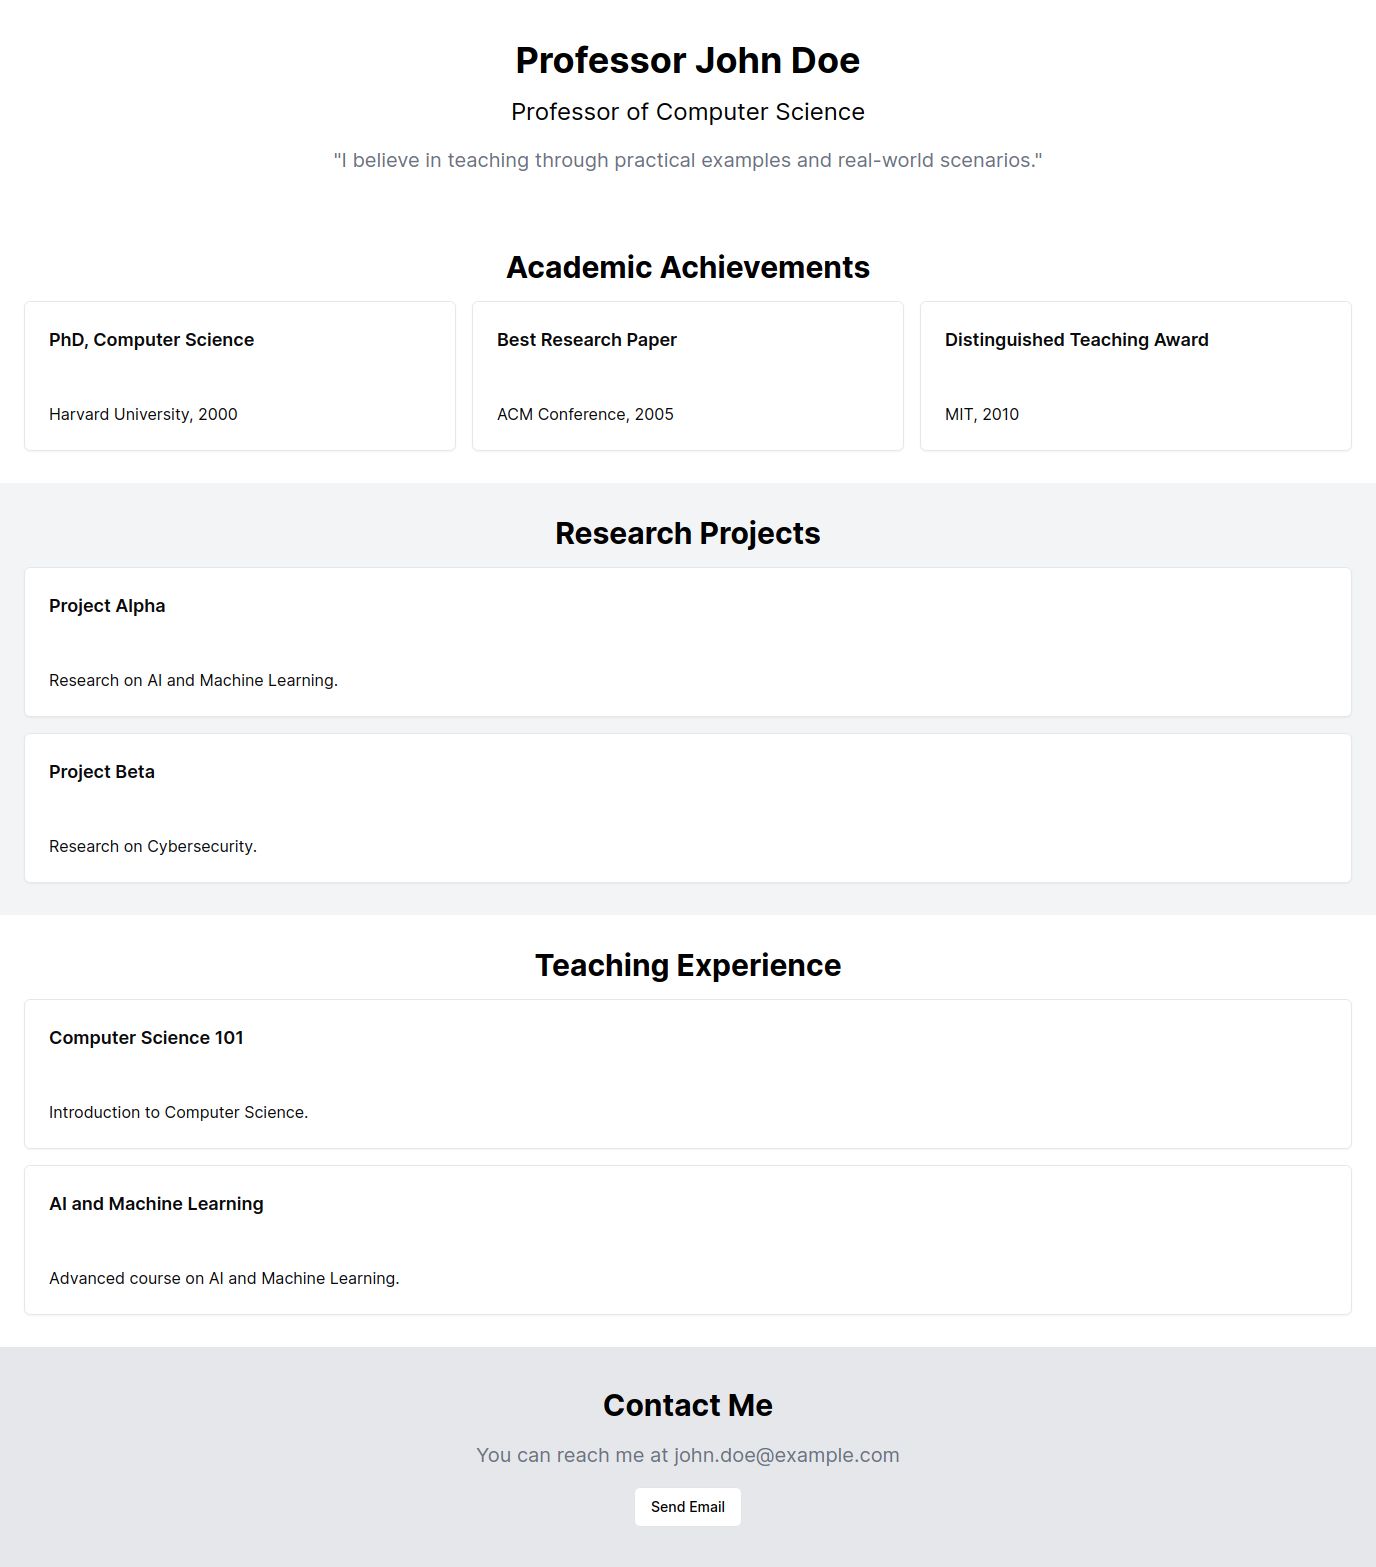 Professor John Doe
Professor of Computer Science
"I believe in teaching through practical examples and real-world scenarios."
Academic Achievements
PhD, Computer Science
Harvard University, 2000
Best Research Paper
ACM Conference, 2005
Distinguished Teaching Award
MIT, 2010
Research Projects
Project Alpha
Research on AI and Machine Learning.
Project Beta
Research on Cybersecurity.
Teaching Experience
Computer Science 101
Introduction to Computer Science.
AI and Machine Learning
Advanced course on AI and Machine Learning.
Contact Me
You can reach me at john.doe@example.com
Send Email